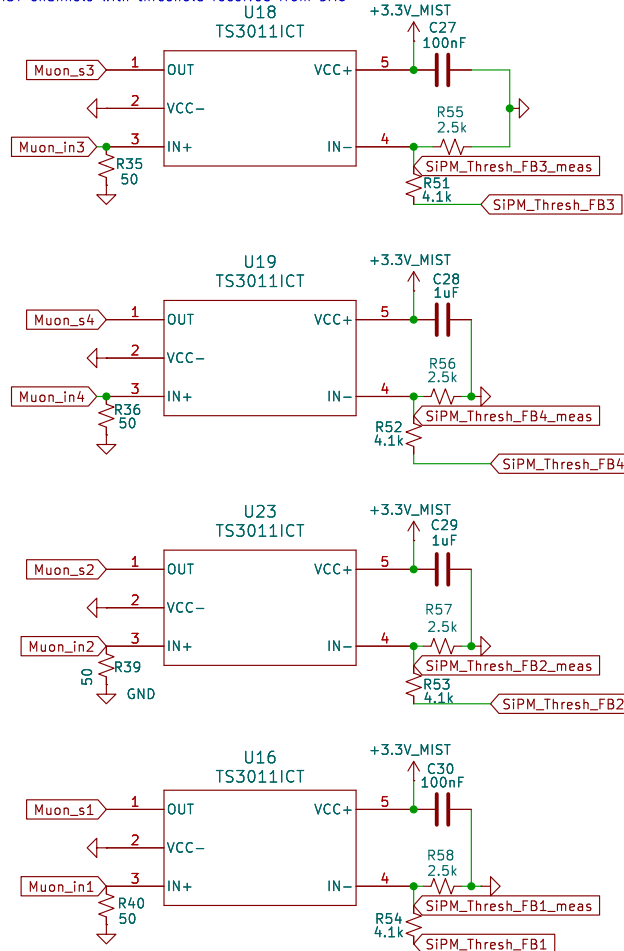 U18
TS3011ICT
+3.3V_MIST
C27
100nF
Muon_s3
1
OUT
VCC+
5
2
VCC-
R55
2.5k
Muon_in3
3
IN+
IN-
4
R35
50
SiPM_Thresh_FB3_meas
R51
4.1k
SiPM_Thresh_FB3
U19
TS3011ICT
+3.3V_MIST
C28
1uF
Muon_s4
1
OUT
VCC+
5
2
VCC-
R56
2.5k
Muon_in4
3
IN+
IN-
4
R36
50
SiPM_Thresh_FB4_meas
R52
4.1k
SiPM_Thresh_FB4
U23
TS3011ICT
+3.3V_MIST
C29
1uF
Muon_s2
1
OUT
VCC+
5
2
VCC-
R57
2.5k
Muon_in2
3
IN+
IN-
4
50
R39
GND
SiPM_Thresh_FB2_meas
R53
4.1k
SiPM_Thresh_FB2
U16
TS3011ICT
+3.3V_MIST
C30
100nF
Muon_s1
1
OUT
VCC+
5
2
VCC-
R58
2.5k
Muon_in1
3
IN+
IN-
4
R40
50
SiPM_Thresh_FB1_meas
R54
4.1k
SiPM_Thresh_FB1